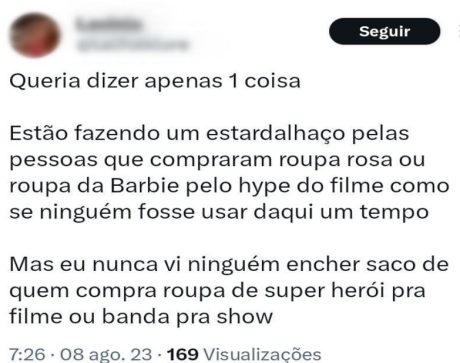 Seguir
Queria dizer apenas 1 coisa
Estão fazendo um estardalhaço pelas
pessoas que compraram roupa rosa ou
roupa da Barbie pelo hype do filme como
se ninguém fosse usar daqui um tempo
Mas eu nunca vi ninguém encher saco de
quem compra roupa de super herói pra
filme ou banda pra show
7:26 · 08 ago. 23 · 169 Visualizações